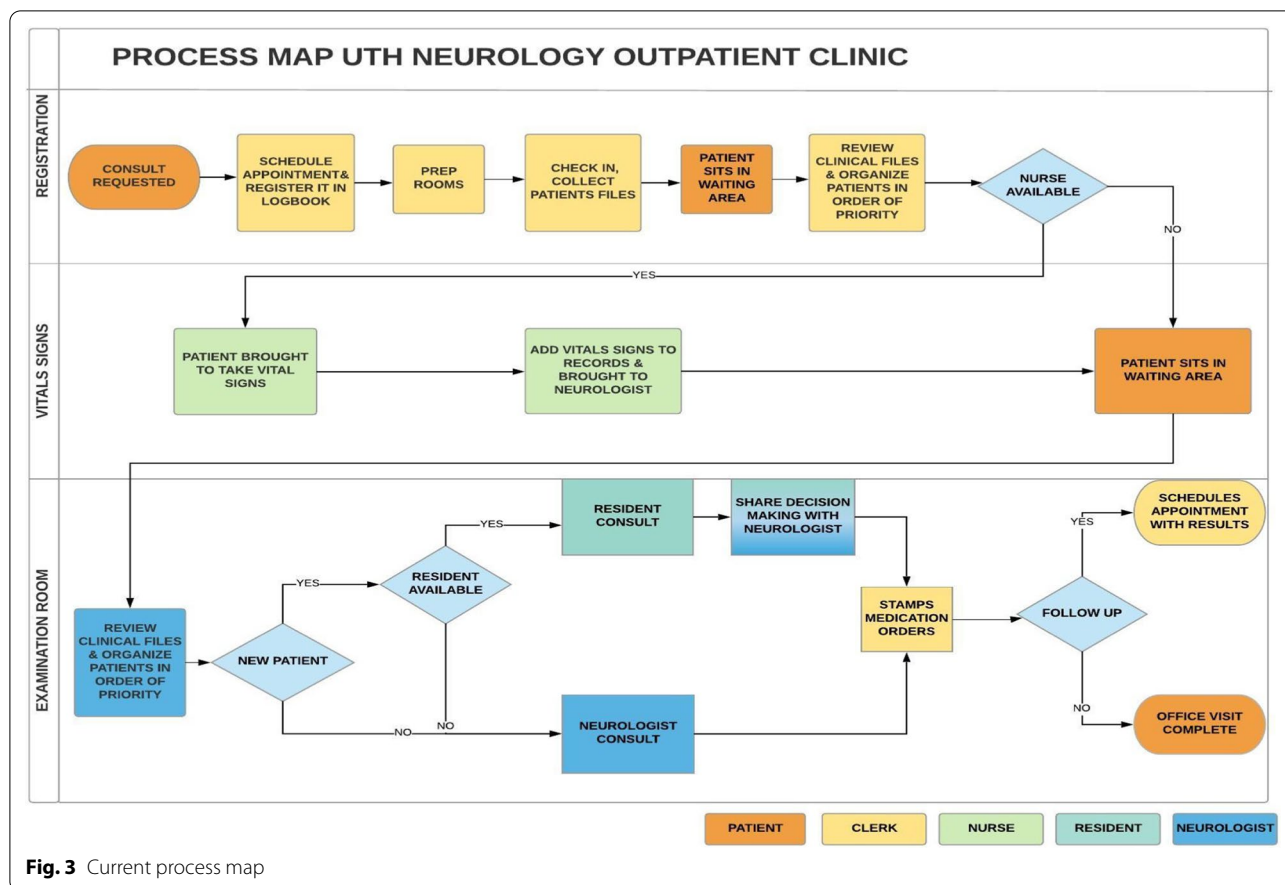 PROCESS MAP UTH NEUROLOGY OUTPATIENT CLINIC
REGISTRATION
CONSULT
REQUESTED
SCHEDULE
APPOINTMENT&
REGISTER IT IN
LOGBOOK
PREP
ROOMS
CHECK IN,
COLLECT
PATIENTS FILES
PATIENT
SITS IN
WAITING
AREA
REVIEW
CLINICAL FILES
& ORGANIZE
PATIENTS IN
ORDER OF
PRIORITY
NURSE
AVAILABLE
NO
YES
VITALS SIGNS
PATIENT BROUGHT
TO TAKE VITAL
SIGNS
ADD VITALS SIGNS TO
RECORDS &
BROUGHT TO
NEUROLOGIST
PATIENT SITS IN
WAITING AREA
EXAMINATION ROOM
REVIEW
CLINICAL FILES
& ORGANIZE
PATIENTS IN
ORDER OF
PRIORITY
NEW PATIENT
YES
NO
RESIDENT
AVAILABLE
YES
NO
RESIDENT
CONSULT
SHARE DECISION
MAKING WITH
NEUROLOGIST
NEUROLOGIST
CONSULT
STAMPS
MEDICATION
ORDERS
FOLLOW UP
YES
NO
SCHEDULES
APPOINTMENT
WITH RESULTS
OFFICE VISIT
COMPLETE
PATIENT
CLERK
NURSE
RESIDENT
NEUROLOGIST
Fig. 3 Current process map